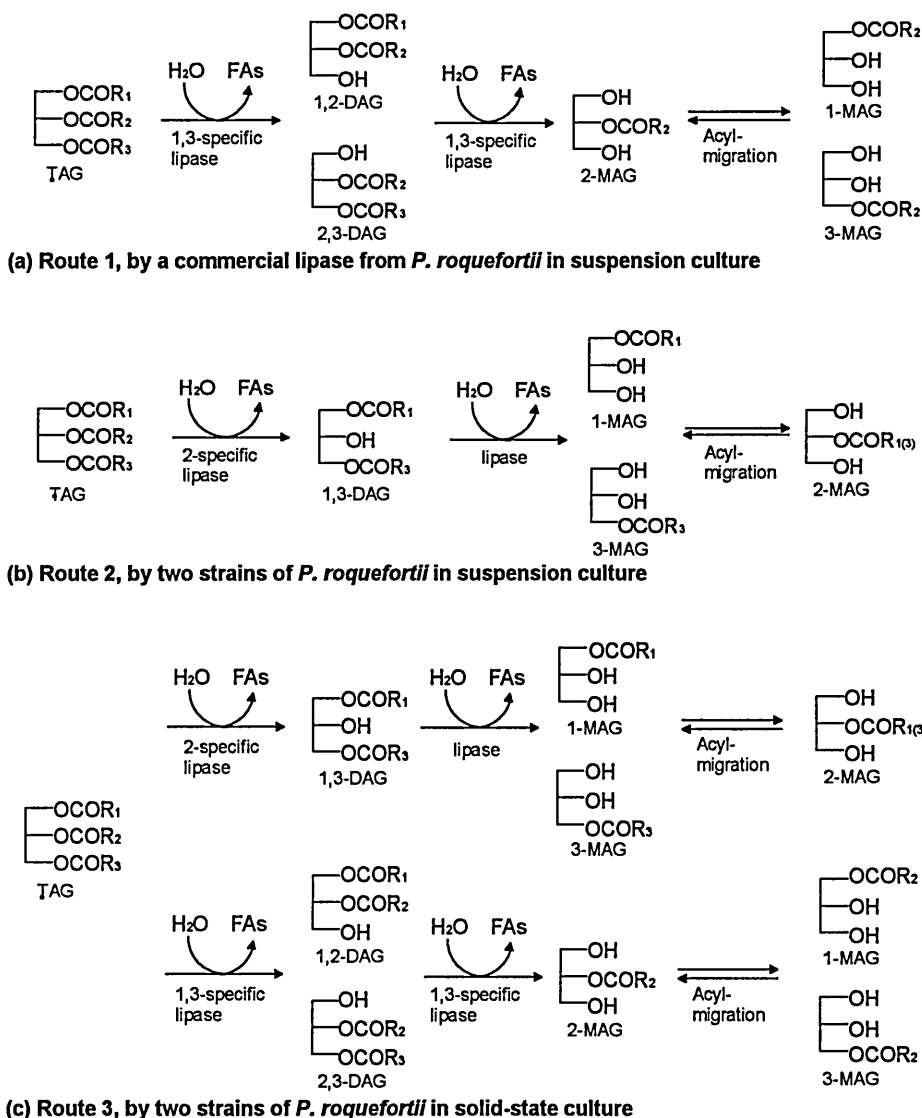 OCOR1
OCOR2
OCOR3
TAG
H2O FAs
1,3-specific
lipase
OCOR1
OCOR2
OH
1,2-DAG
OH
OCOR2
OCOR3
2,3-DAG
H2O FAs
1,3-specific
lipase
OH
OCOR2
OH
2-MAG
Acyl-
migration
OCOR2
OH
OH
1-MAG
OH
OH
OCOR2
3-MAG
(a) Route 1, by a commercial lipase from P. roquefortii in suspension culture
OCOR1
OCOR2
OCOR3
TAG
H2O FAs
2-specific
lipase
OCOR1
OH
OCOR3
1,3-DAG
H2O FAs
lipase
OCOR1
OH
OH
1-MAG
OH
OH
OCOR3
3-MAG
Acyl-
migration
OH
OCOR1(3)
OH
2-MAG
(b) Route 2, by two strains of P. roquefortii in suspension culture
OCOR1
OCOR2
OCOR3
TAG
H2O FAs
2-specific
lipase
OCOR1
OH
OCOR3
1,3-DAG
H2O FAs
lipase
OCOR1
OH
OH
1-MAG
OH
OH
OCOR3
3-MAG
Acyl-
migration
OH
OCOR1(3
OH
2-MAG
H2O FAs
1,3-specific
lipase
OCOR1
OCOR2
OH
1,2-DAG
OH
OCOR2
OCOR3
2,3-DAG
H2O FAs
1,3-specific
lipase
OH
OCOR2
OH
2-MAG
Acyl-
migration
OCOR2
OH
OH
1-MAG
OH
OH
OCOR2
3-MAG
(c) Route 3, by two strains of P. roquefortii in solid-state culture